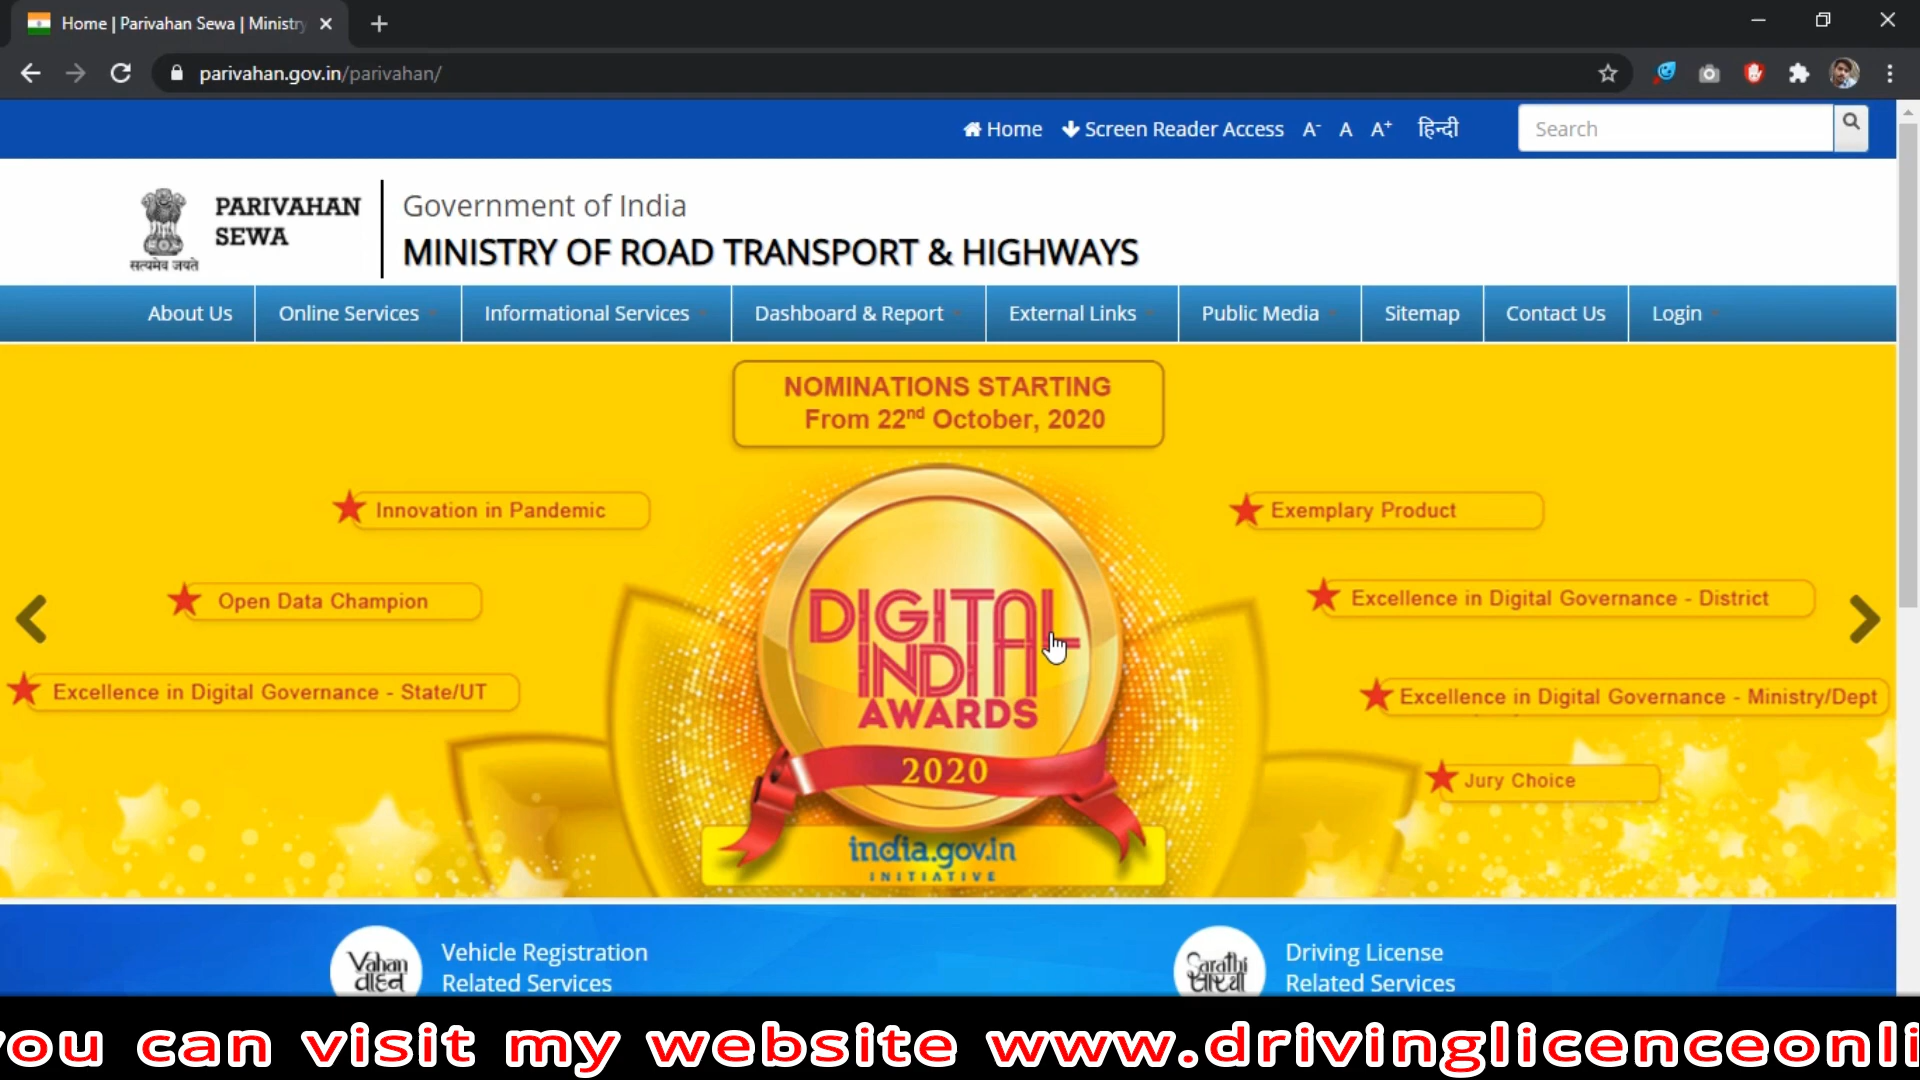 Home | Parivahan Sewa | Ministry
parivahan.gov.in/parivahan/
Home Screen Reader Access A- A A+ हिन्दी Search
PARIVAHAN
SEWA
सत्यमेव जयते
Government of India
MINISTRY OF ROAD TRANSPORT & HIGHWAYS
About Us Online Services Informational Services Dashboard & Report External Links Public Media Sitemap Contact Us Login
NOMINATIONS STARTING
From 22nd October, 2020
Innovation in Pandemic
Exemplary Product
Open Data Champion
Excellence in Digital Governance - District
Excellence in Digital Governance - State/UT
Excellence in Digital Governance - Ministry/Dept
Jury Choice
DIGITAL
INDIA
AWARDS
2020
india.gov.in
INITIATIVE
Vahan
वाहन
Vehicle Registration
Related Services
Sarathi
सारथी
Driving License
Related Services
you can visit my website www.drivinglicenceonli